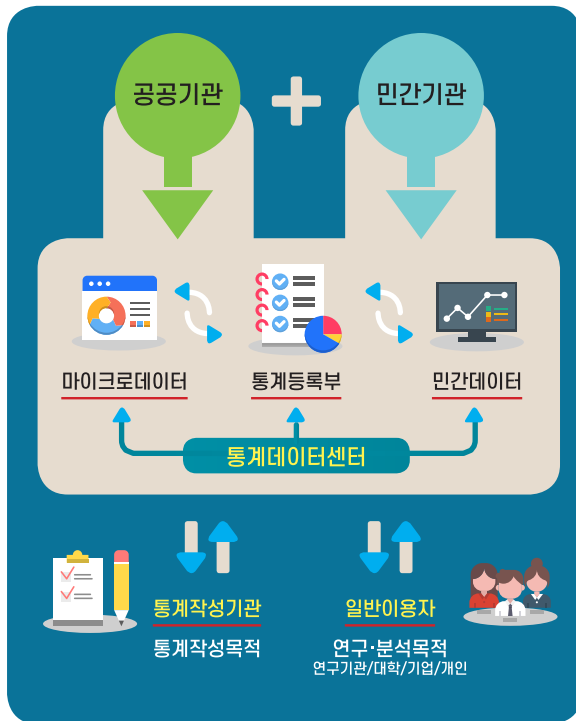 공공기관
민간기관
마이크로데이터
통계등록부
민간데이터
통계데이터센터
통계작성기관
통계작성목적
일반이용자
연구·분석목적
연구기관/대학/기업/개인